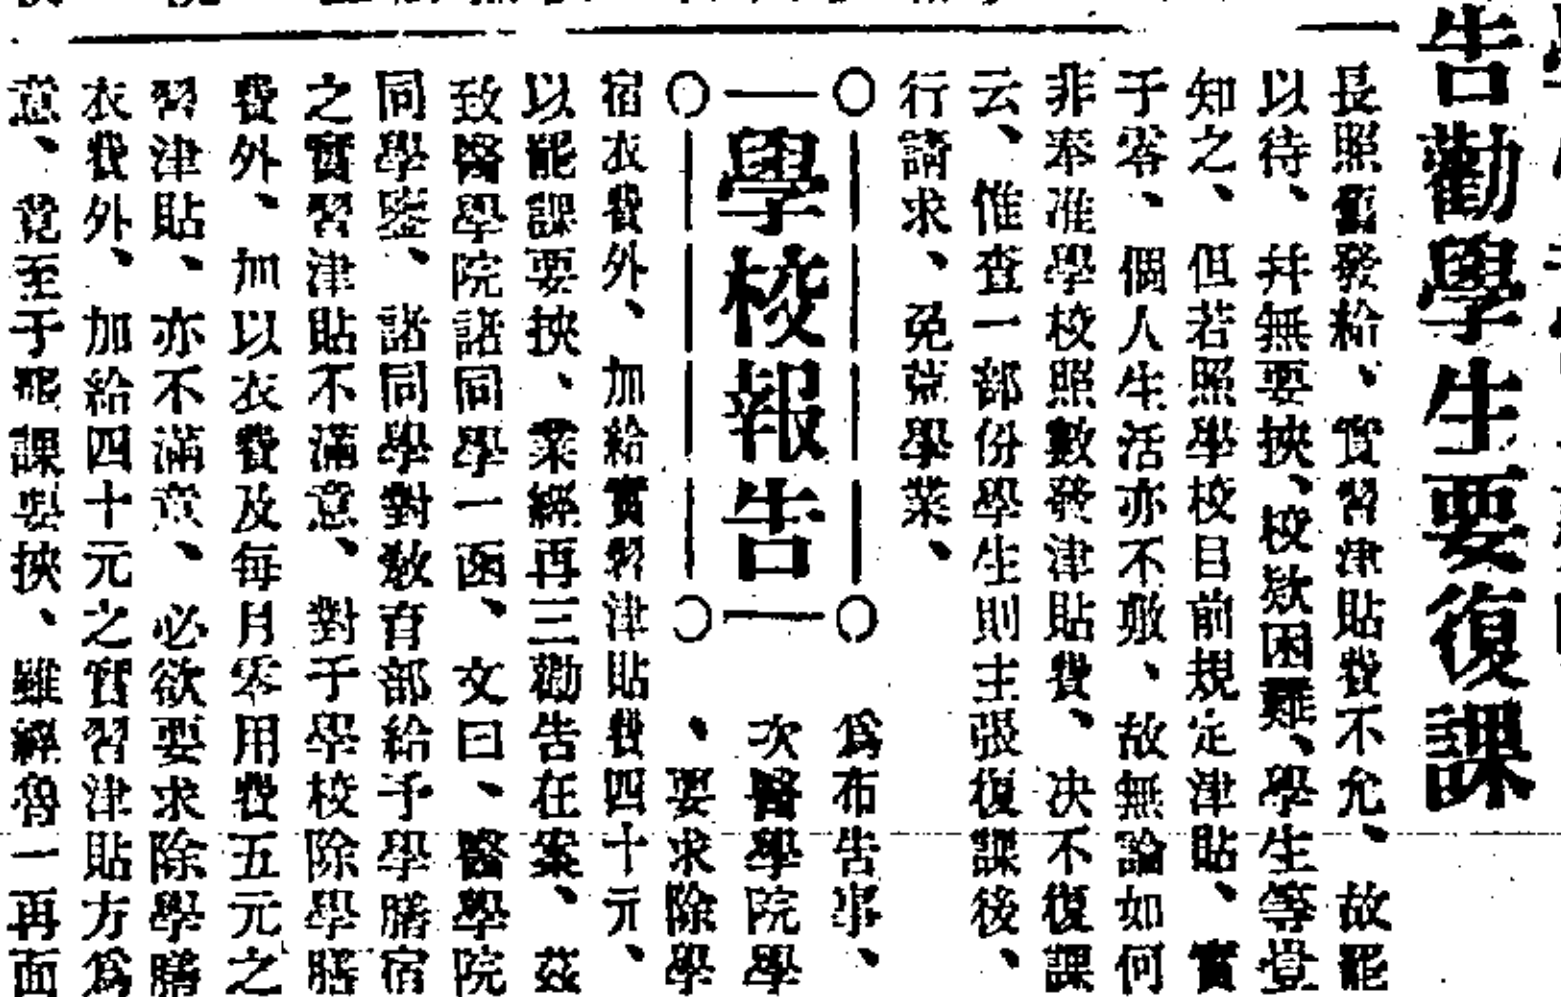 告勸學生要復課
長照舊發給、實習津貼費不允、故罷
以待、幷無要挾、校欵困難、學生等豈
知之、但若照學校目前規定津貼、實
于零、個人生活亦不敷、故無論如何
非奉准學校照數發津貼費、决不復課
云、惟查一部份學生則主張復課後、
行請求、免荒學業、
學校報告
爲布告事、
次醫學院學
、要求除學
宿衣費外、加給實習津貼費四十元、
以罷課要挾、業經再三勸告在案、茲
致醫學院諸同學一函、文曰、醫學院
同學鑒、諸同學對敎育部給予學膳宿
之實習津貼不滿意、對于學校除學膳
費外、加以衣費及每月零用費五元之
習津貼、亦不滿意、必欲要求除學膳
衣費外、加給四十元之實習津貼方爲
意、竟至于罷課要挾、雖經魯一再面